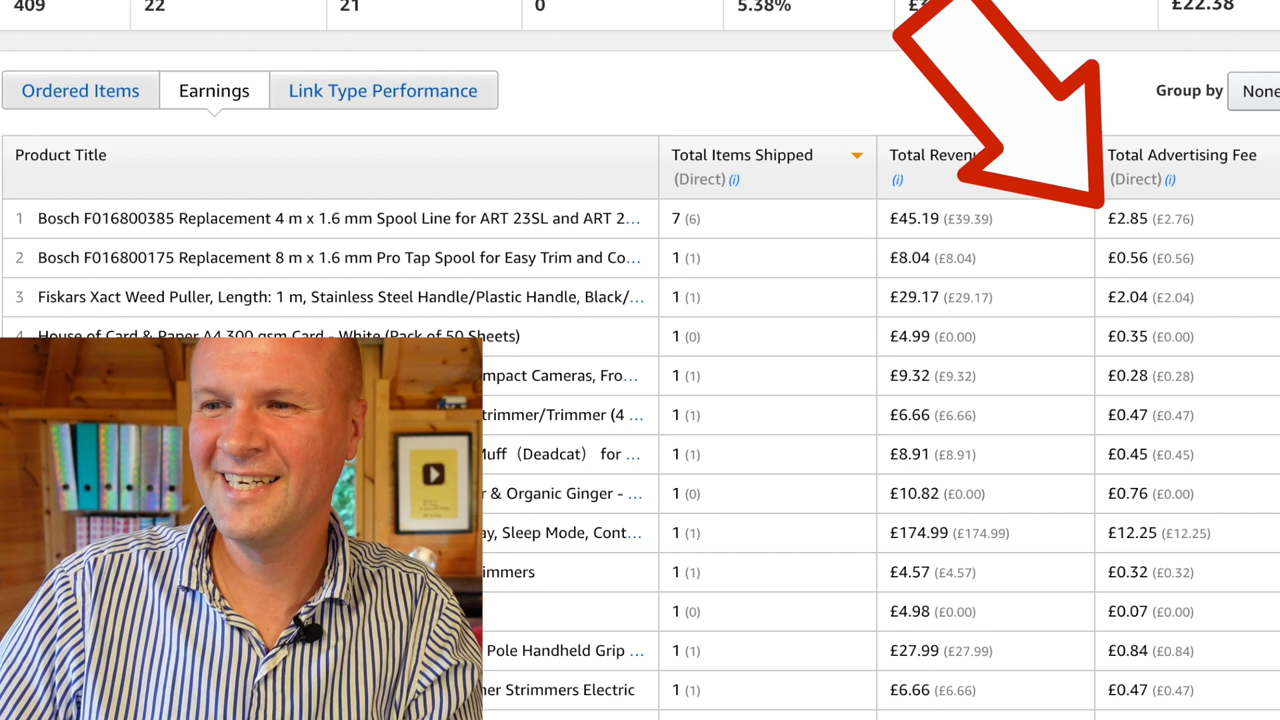 409 22 21 0 5.38% £22.38
Ordered Items Earnings Link Type Performance Group by None
Product Title Total Items Shipped Total Advertising Fee
(Direct) (i) (i) (Direct) (i)
1 Bosch F016800385 Replacement 4 m x 1.6 mm Spool Line for ART 23SL and ART 2... 7 (6) £45.19 (£39.39) £2.85 (£2.76)
2 Bosch F016800175 Replacement 8 m x 1.6 mm Pro Tap Spool for Easy Trim and Co... 1 (1) £8.04 (£8.04) £0.56 (£0.56)
3 Fiskars Xact Weed Puller, Length: 1 m, Stainless Steel Handle/Plastic Handle, Black/... 1 (1) £29.17 (£29.17) £2.04 (£2.04)
4 House of Card & Paper A4 300 gsm Card - White (Pack of 50 Sheets) 1 (0) £4.99 (£0.00) £0.35 (£0.00)
mpact Cameras, Fro... 1 (1) £9.32 (£9.32) £0.28 (£0.28)
trimmer/Trimmer (4 ... 1 (1) £6.66 (£6.66) £0.47 (£0.47)
Muff (Deadcat) for ... 1 (1) £8.91 (£8.91) £0.45 (£0.45)
r & Organic Ginger - ... 1 (0) £10.82 (£0.00) £0.76 (£0.00)
ay, Sleep Mode, Cont... 1 (1) £174.99 (£174.99) £12.25 (£12.25)
immers 1 (1) £4.57 (£4.57) £0.32 (£0.32)
1 (0) £4.98 (£0.00) £0.07 (£0.00)
Pole Handheld Grip ... 1 (1) £27.99 (£27.99) £0.84 (£0.84)
ner Strimmers Electric 1 (1) £6.66 (£6.66) £0.47 (£0.47)